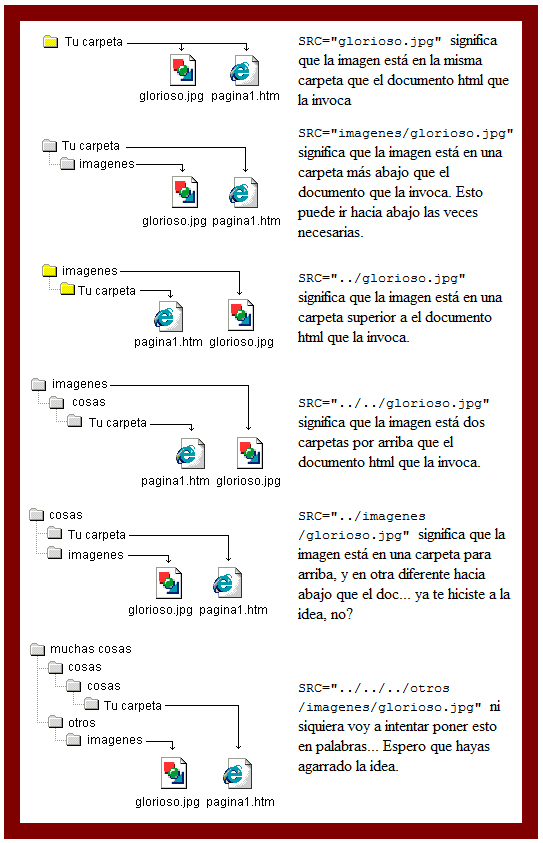 Tu carpeta
glorioso.jpg pagina1.htm
SRC="glorioso.jpg" significa
que la imagen está en la misma
carpeta que el documento html que
la invoca
Tu carpeta
imagenes
glorioso.jpg pagina1.htm
SRC="imagenes/glorioso.jpg"
significa que la imagen está en una
carpeta más abajo que el
documento que la invoca. Esto
puede ir hacia abajo las veces
necesarias.
imagenes
Tu carpeta
pagina1.htm glorioso.jpg
SRC="../glorioso.jpg"
significa que la imagen está en una
carpeta superior a el documento
html que la invoca.
imagenes
cosas
Tu carpeta
pagina1.htm glorioso.jpg
SRC="../../glorioso.jpg"
significa que la imagen está dos
carpetas por arriba que el
documento html que la invoca.
cosas
Tu carpeta
imagenes
glorioso.jpg pagina1.htm
SRC="../imagenes
/glorioso.jpg" significa que la
imagen está en una carpeta para
arriba, y en otra diferente hacia
abajo que el doc... ya te hiciste a la
idea, no?
muchas cosas
cosas
cosas
Tu carpeta
otros
imagenes
glorioso.jpg pagina1.htm
SRC="../../../otros
/imagenes/glorioso.jpg" ni
siquiera voy a intentar poner esto
en palabras... Espero que hayas
agarrado la idea.